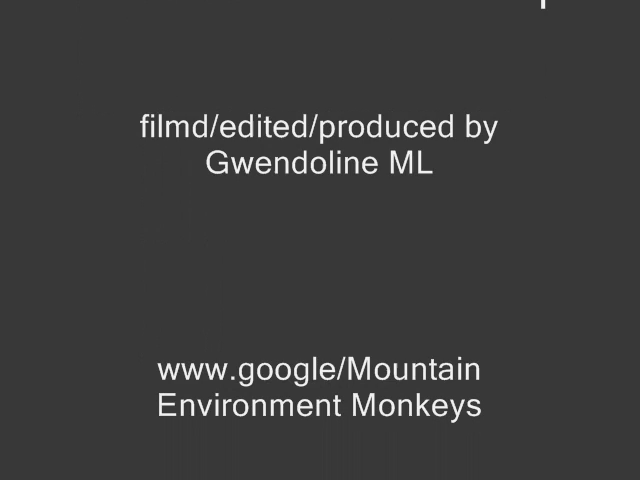 filmd/edited/produced by
Gwendoline ML
www.google/Mountain
Environment Monkeys